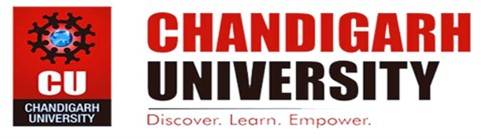 CU
CHANDIGARH
UNIVERSITY
CHANDIGARH
UNIVERSITY
Discover. Learn. Empower.